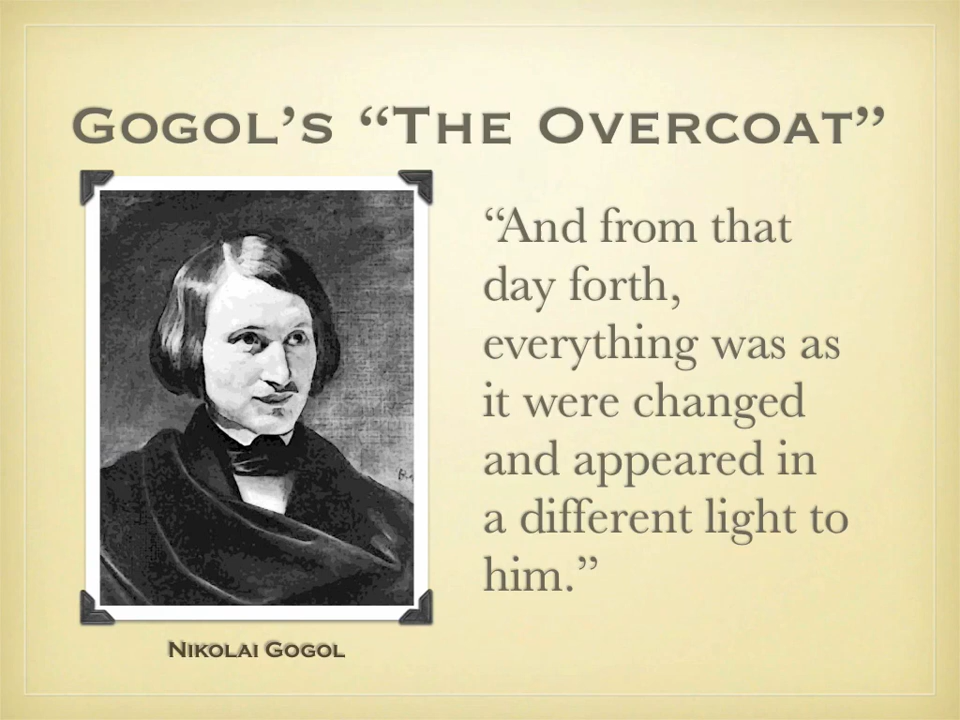 Gogol’s “The Overcoat”
“And from that
day forth,
everything was as
it were changed
and appeared in
a different light to
him.”
Nikolai Gogol